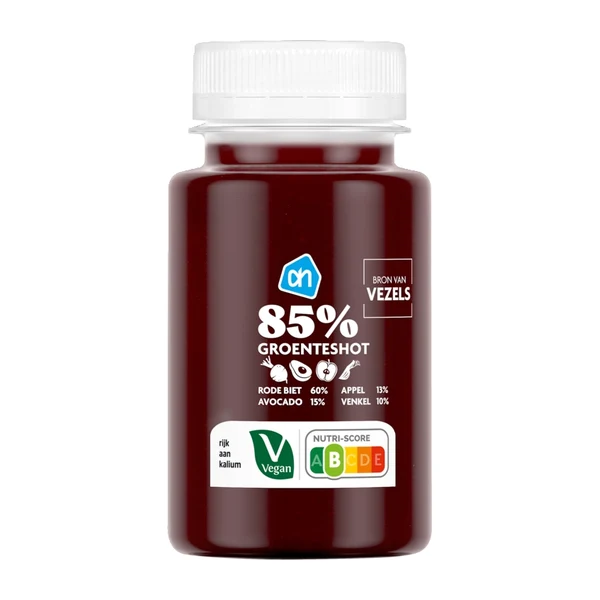 ah
BRON VAN
VEZELS
85%
GROENTESHOT
RODE BIET 60% APPEL 13%
AVOCADO 15% VENKEL 10%
rijk
aan
kalium
V
Vegan
NUTRI-SCORE
A B C D E